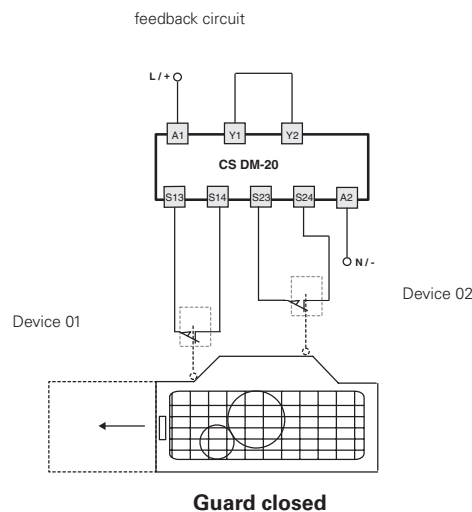 feedback circuit
L / +
A1 Y1 Y2
CS DM-20
S13 S14 S23 S24 A2
N / -
Device 02
Device 01
Guard closed